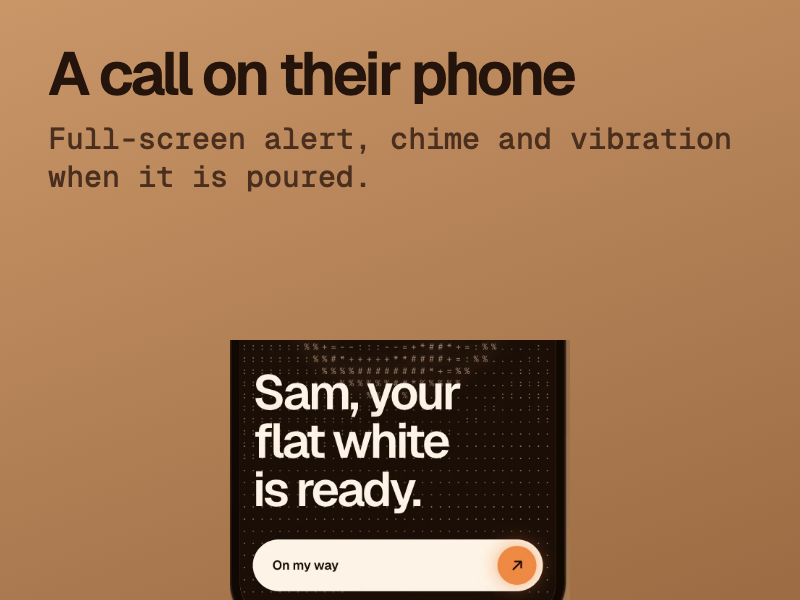 A call on their phone
Full-screen alert, chime and vibration
when it is poured.
Sam, your
flat white
is ready.
On my way